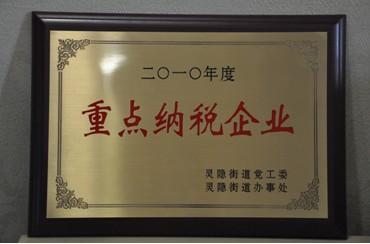 二〇一〇年度
重点纳税企业
灵隐街道党工委
灵隐街道办事处